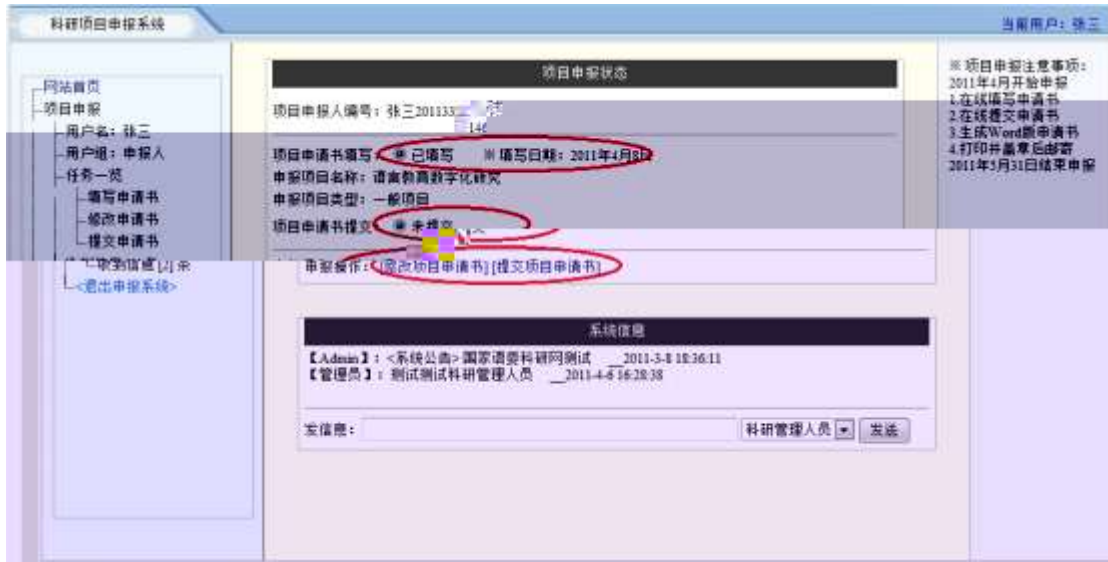 科研项目申报系统
当前用户：张三
网站首页
项目申报
用户名：张三
用户组：申报人
任务一览
填写申请书
修改申请书
提交申请书
收到信息 [2] 条
<退出申报系统>
项目申报状态
项目申报人编号：张三201133
146
项目申请书填写： 已填写 ※ 填写日期：2011年4月8日
申报项目名称：语言教育数字化研究
申报项目类型：一般项目
项目申请书提交： 未提交
申报操作：[修改项目申请书] [提交项目申请书]
系统信息
【Admin】：<系统公告> 国家语委科研网测试 __2011-3-8 18:36:11
【管理员】：测试测试科研管理人员 __2011-4-6 16:28:38
发信息：
科研管理人员
发送
※ 项目申报注意事项：
2011年4月开始申报
1.在线填写申请书
2.在线提交申请书
3.生成Word版申请书
4.打印并盖章后邮寄
2011年5月31日结束申报